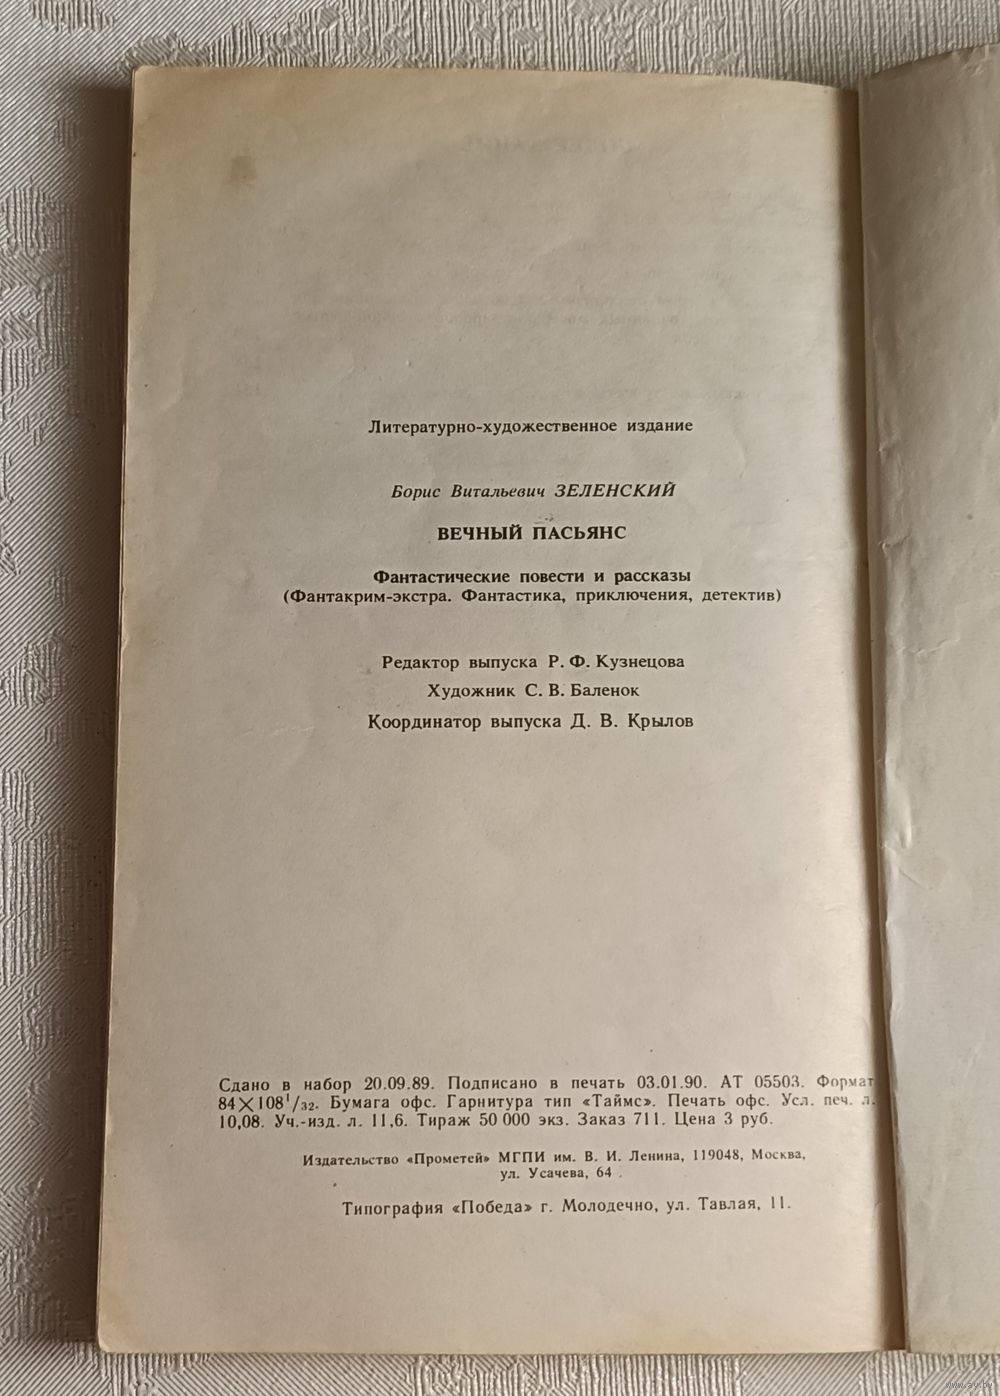 Литературно-художественное издание
Борис Витальевич ЗЕЛЕНСКИЙ
ВЕЧНЫЙ ПАСЬЯНС
Фантастические повести и рассказы
(Фантакрим-экстра. Фантастика, приключения, детектив)
Редактор выпуска Р. Ф. Кузнецова
Художник С. В. Баленок
Координатор выпуска Д. В. Крылов
Сдано в набор 20.09.89. Подписано в печать 03.01.90. АТ 05503. Формат
84×108¹/₃₂. Бумага офс. Гарнитура тип «Таймс». Печать офс. Усл. печ. л.
10,08. Уч.-изд. л. 11,6. Тираж 50 000 экз. Заказ 711. Цена 3 руб.
Издательство «Прометей» МГПИ им. В. И. Ленина, 119048, Москва,
ул. Усачева, 64 .
Типография «Победа» г. Молодечно, ул. Тавлая, 11.
www.ay.by